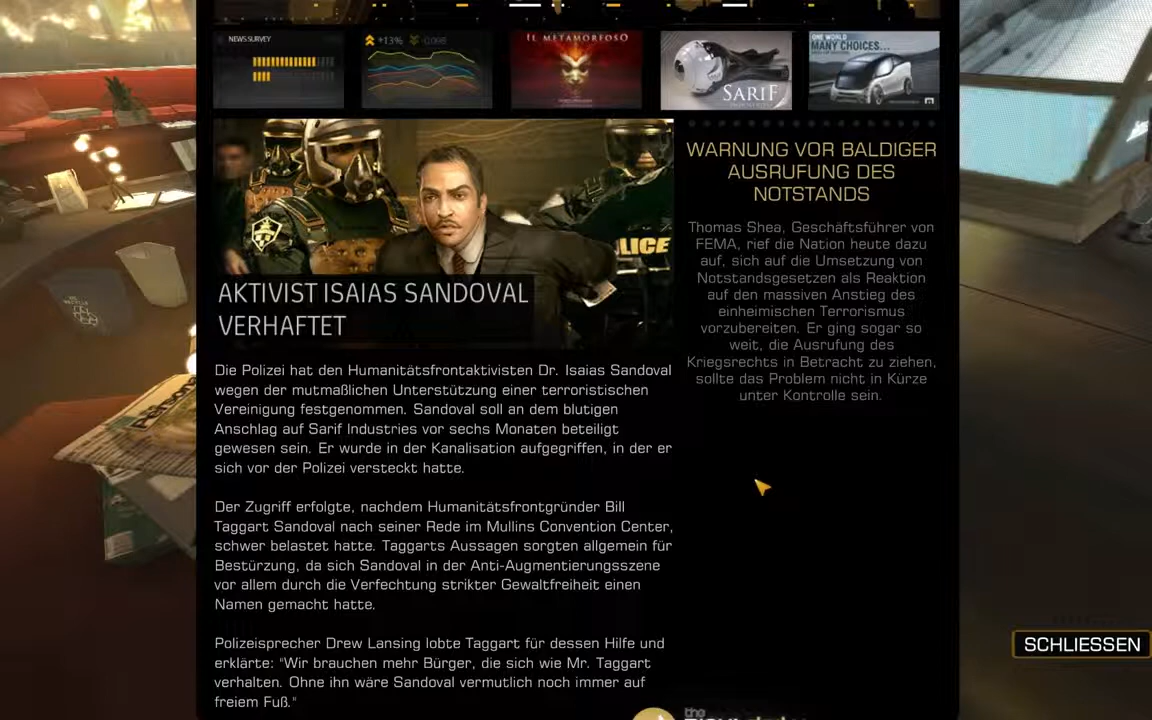 NEWS SURVEY
+13%
IL METAMORFOSO
SARIF
ONE WORLD
MANY CHOICES...
LICE
AKTIVIST ISAIAS SANDOVAL
VERHAFTET
Die Polizei hat den Humanitätsfrontaktivisten Dr. Isaias Sandoval
wegen der mutmaßlichen Unterstützung einer terroristischen
Vereinigung festgenommen. Sandoval soll an dem blutigen
Anschlag auf Sarif Industries vor sechs Monaten beteiligt
gewesen sein. Er wurde in der Kanalisation aufgegriffen, in der er
sich vor der Polizei versteckt hatte.
Der Zugriff erfolgte, nachdem Humanitätsfrontgründer Bill
Taggart Sandoval nach seiner Rede im Mullins Convention Center,
schwer belastet hatte. Taggarts Aussagen sorgten allgemein für
Bestürzung, da sich Sandoval in der Anti-Augmentierungsszene
vor allem durch die Verfechtung strikter Gewaltfreiheit einen
Namen gemacht hatte.
Polizeisprecher Drew Lansing lobte Taggart für dessen Hilfe und
erklärte: "Wir brauchen mehr Bürger, die sich wie Mr. Taggart
verhalten. Ohne ihn wäre Sandoval vermutlich noch immer auf
freiem Fuß."
WARNUNG VOR BALDIGER
AUSRUFUNG DES
NOTSTANDS
Thomas Shea, Geschäftsführer von
FEMA, rief die Nation heute dazu
auf, sich auf die Umsetzung von
Notstandsgesetzen als Reaktion
auf den massiven Anstieg des
einheimischen Terrorismus
vorzubereiten. Er ging sogar so
weit, die Ausrufung des
Kriegsrechts in Betracht zu ziehen,
sollte das Problem nicht in Kürze
unter Kontrolle sein.
SCHLIESSEN
the